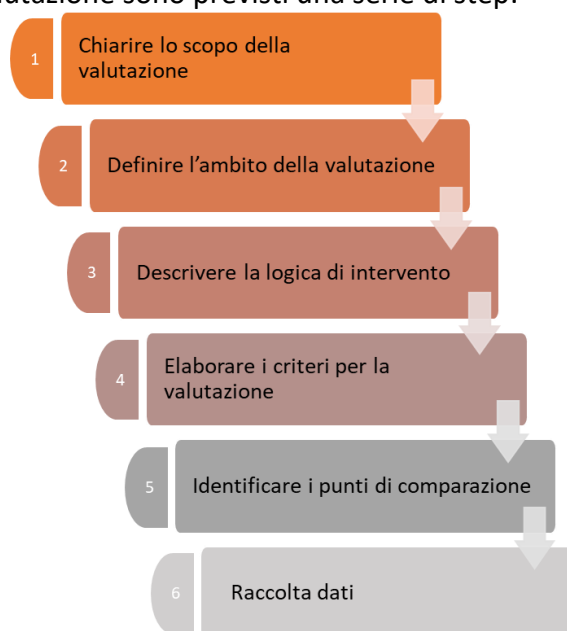 sono previsti una serie di step:
1
Chiarire lo scopo della
valutazione
2
Definire l'ambito della valutazione
3
Descrivere la logica di intervento
4
Elaborare i criteri per la
valutazione
5
Identificare i punti di comparazione
6
Raccolta dati